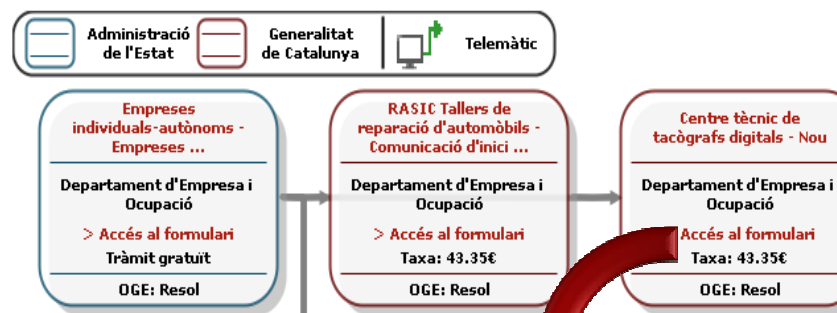 Administració
de l'Estat
Generalitat
de Catalunya
Telemàtic
Empreses
individuals-autònoms -
Empreses ...
Departament d'Empresa i
Ocupació
> Accés al formulari
Tràmit gratuït
OGE: Resol
RASIC Tallers de
reparació d'automòbils -
Comunicació d'inici ...
Departament d'Empresa i
Ocupació
> Accés al formulari
Taxa: 43.35€
OGE: Resol
Centre tècnic de
tacògrafs digitals - Nou
Departament d'Empresa i
Ocupació
Accés al formulari
Taxa: 43.35€
OGE: Resol